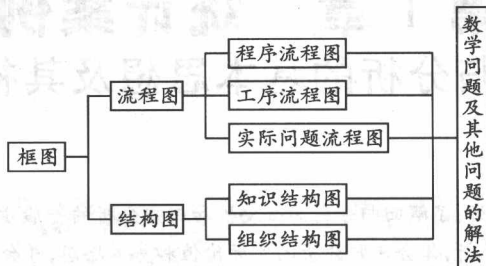 框图
流程图
结构图
程序流程图
工序流程图
实际问题流程图
知识结构图
组织结构图
数学问题及其他问题的解法